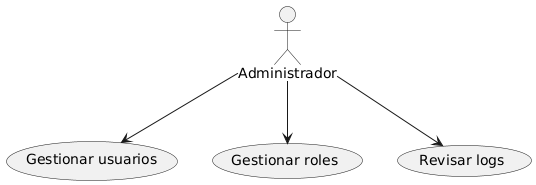 Administrador
Gestionar usuarios
Gestionar roles
Revisar logs